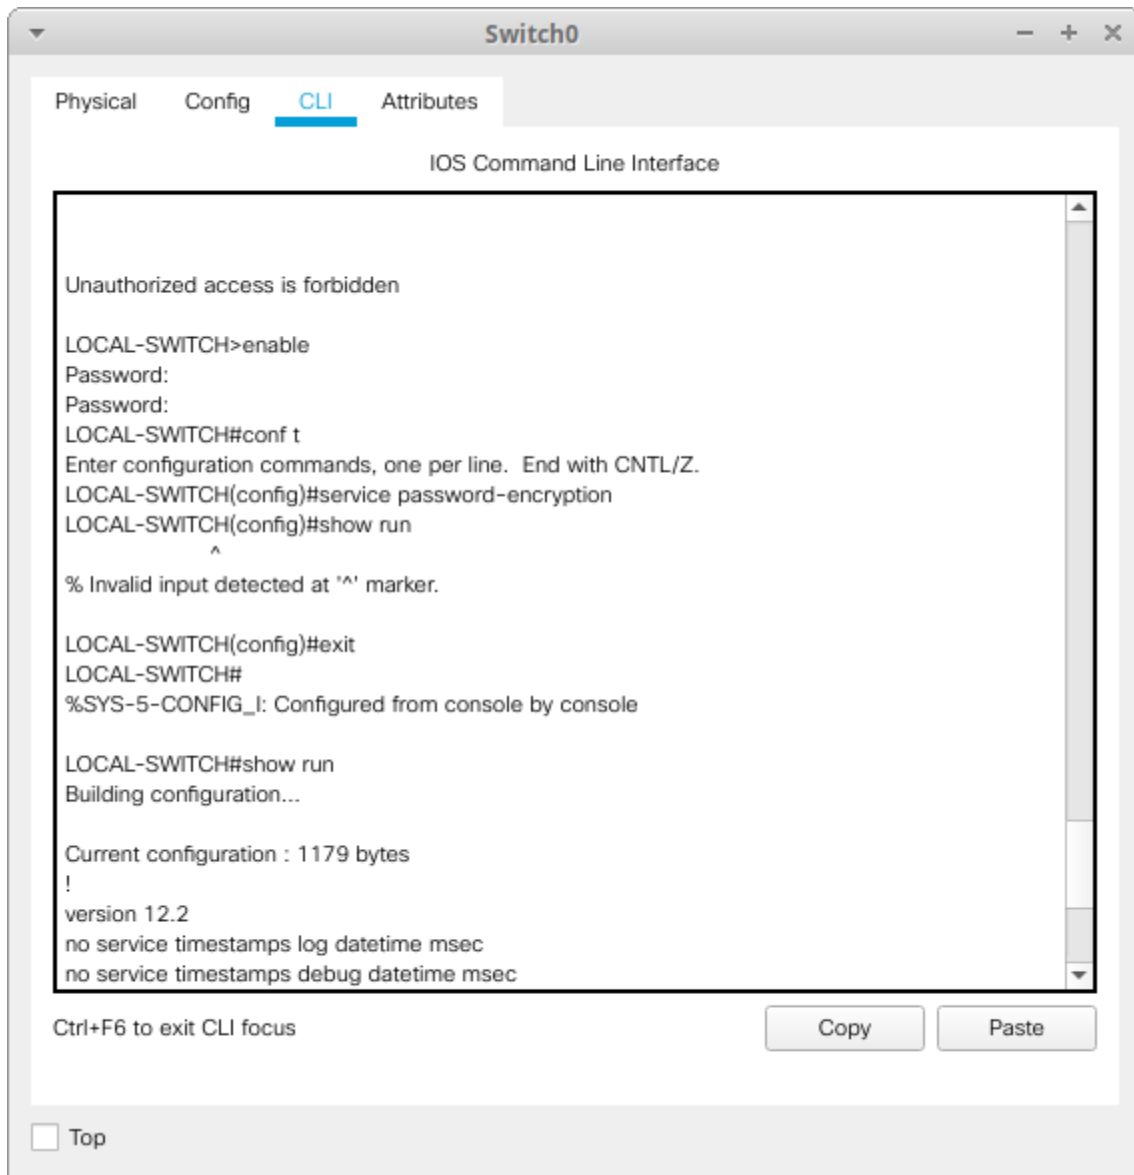 Switch0
Physical Config CLI Attributes
IOS Command Line Interface
Unauthorized access is forbidden
LOCAL-SWITCH>enable
Password:
Password:
LOCAL-SWITCH#conf t
Enter configuration commands, one per line.  End with CNTL/Z.
LOCAL-SWITCH(config)#service password-encryption
LOCAL-SWITCH(config)#show run
^
% Invalid input detected at '^' marker.
LOCAL-SWITCH(config)#exit
LOCAL-SWITCH#
%SYS-5-CONFIG_I: Configured from console by console
LOCAL-SWITCH#show run
Building configuration...
Current configuration : 1179 bytes
!
version 12.2
no service timestamps log datetime msec
no service timestamps debug datetime msec
Ctrl+F6 to exit CLI focus Copy Paste
Top